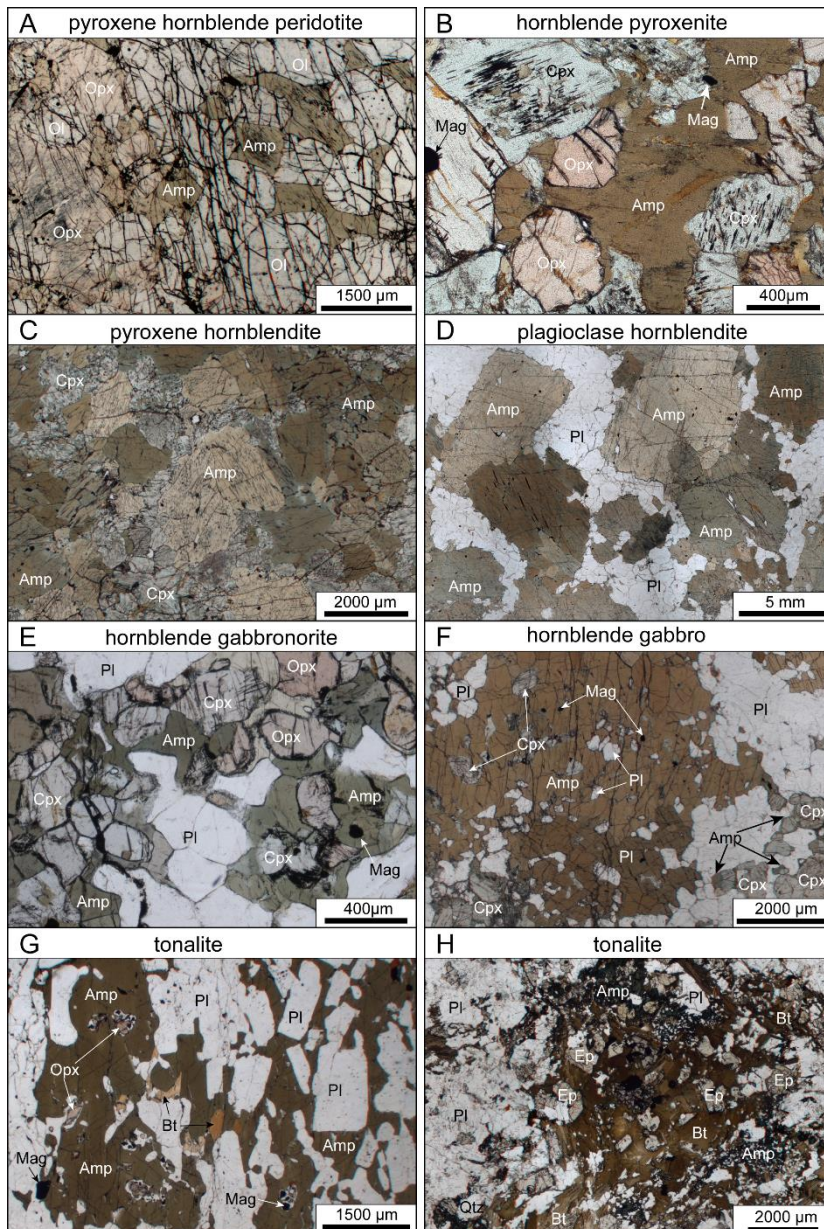 A pyroxene hornblende peridotite
Ol
Opx
Ol
Amp
Amp
Opx
Ol
1500 µm
B hornblende pyroxenite
Cpx
Amp
Mag
Mag
Opx
Amp
Cpx
Opx
400µm
C pyroxene hornblendite
Cpx
Amp
Amp
Amp
Cpx
2000 µm
D plagioclase hornblendite
Amp
Amp
Pl
Amp
Amp
Pl
5 mm
E hornblende gabbronorite
Pl
Opx
Cpx
Amp
Opx
Cpx
Amp
Pl
Cpx
Mag
Amp
400µm
F hornblende gabbro
Pl
Mag
Pl
Cpx
Amp
Pl
Cpx
Amp
Pl
Cpx
Cpx
Cpx
2000 µm
G tonalite
Amp
Pl
Pl
Opx
Pl
Bt
Amp
Amp
Mag
Mag
1500 µm
H tonalite
Pl
Amp
Pl
Bt
Ep
Ep
Ep
Ep
Pl
Bt
Amp
Qtz
Bt
2000 µm